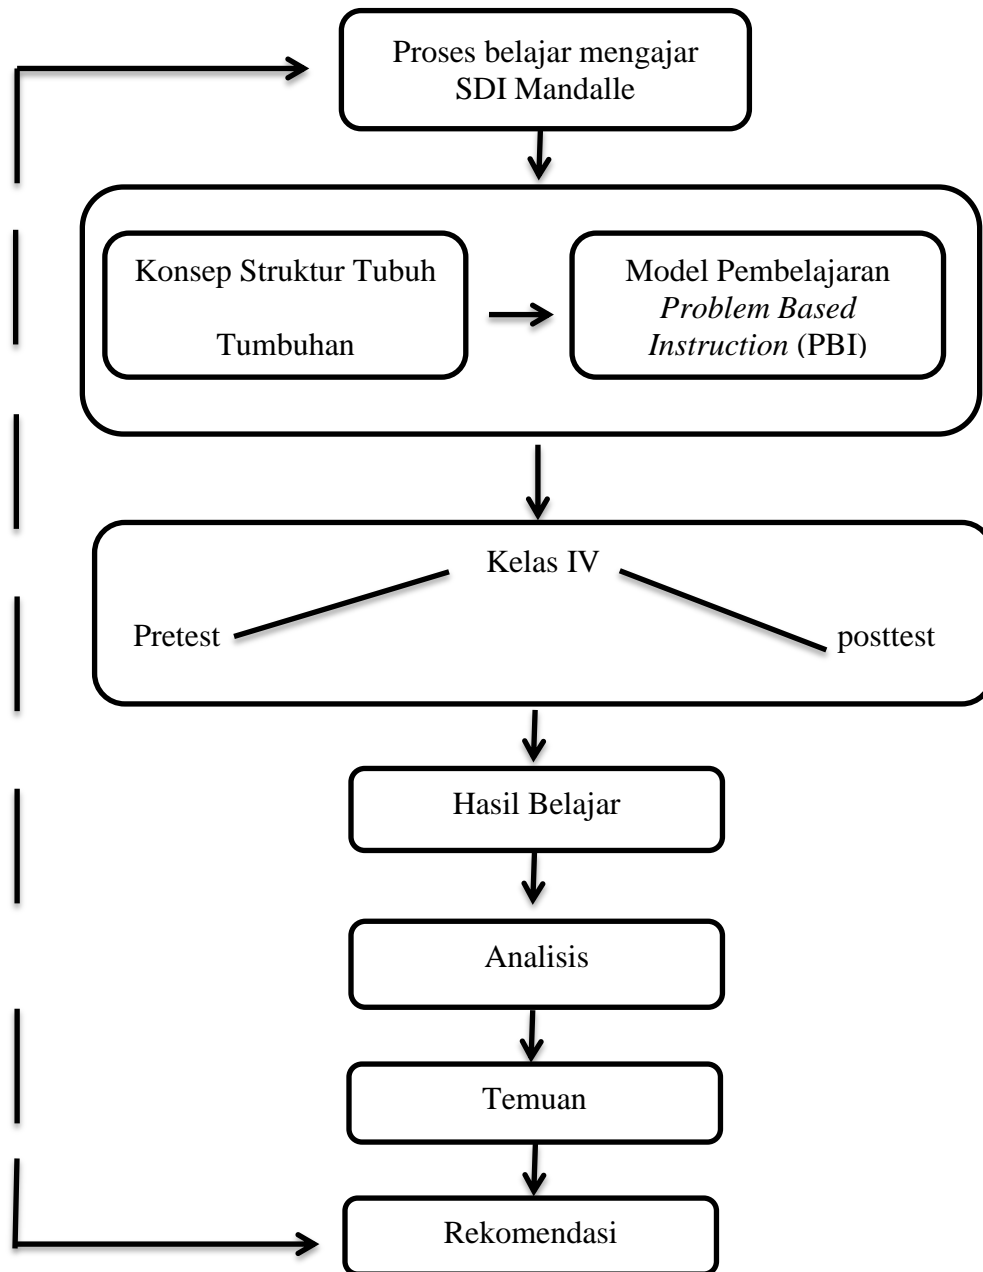 Proses belajar mengajar
SDI Mandalle
Konsep Struktur Tubuh
Tumbuhan
Model Pembelajaran
Problem Based
Instruction (PBI)
Kelas IV
Pretest
posttest
Hasil Belajar
Analisis
Temuan
Rekomendasi